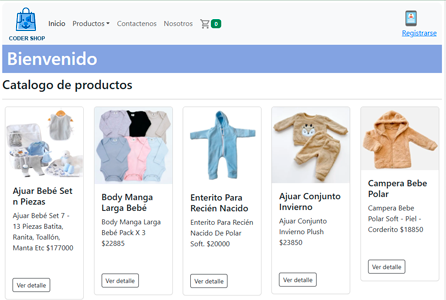 CODER SHOP
Inicio Productos Contactenos Nosotros 0
Registrarse
Bienvenido
Catalogo de productos
Ajuar Bebé Set
n Piezas
Ajuar Bebé Set 7 -
13 Piezas Batita,
Ranita, Toallón,
Manta Etc $177000
Ver detalle
Body Manga
Larga Bebé
Body Manga Larga
Bebé Pack X 3
$22885
Ver detalle
Enterito Para
Recién Nacido
Enterito Para Recién
Nacido De Polar
Soft. $20000
Ver detalle
Ajuar Conjunto
Invierno
Ajuar Conjunto
Invierno Plush
$23850
Ver detalle
Campera Bebe
Polar
Campera Bebe
Polar Soft - Piel -
Corderito $18850
Ver detalle